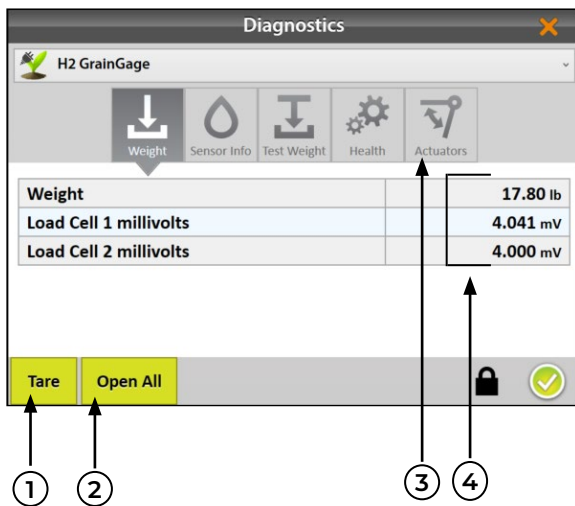 Diagnostics
H2 GrainGage
Weight Sensor Info Test Weight Health Actuators
Weight 17.80 lb
Load Cell 1 millivolts 4.041 mV
Load Cell 2 millivolts 4.000 mV
Tare Open All
1 2 3 4